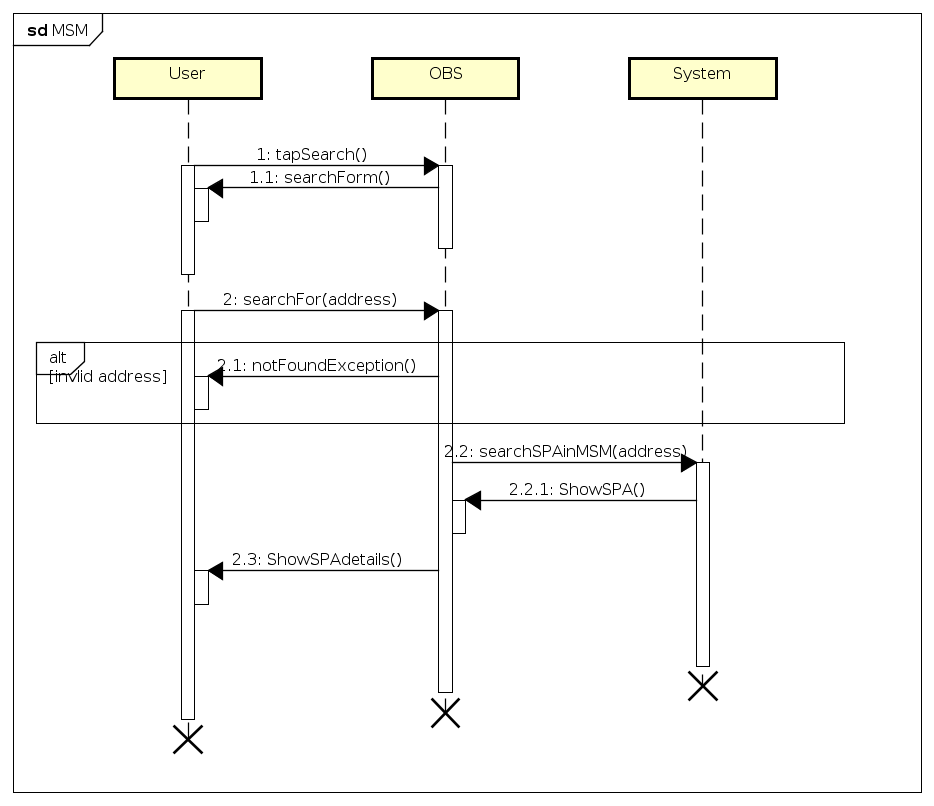 sd MSM
User
OBS
System
1: tapSearch()
1.1: searchForm()
2: searchFor(address)
alt
2.1: notFoundException()
[invlid address]
2.2: searchSPAinMSM(address)
2.2.1: ShowSPA()
2.3: ShowSPAdetails()